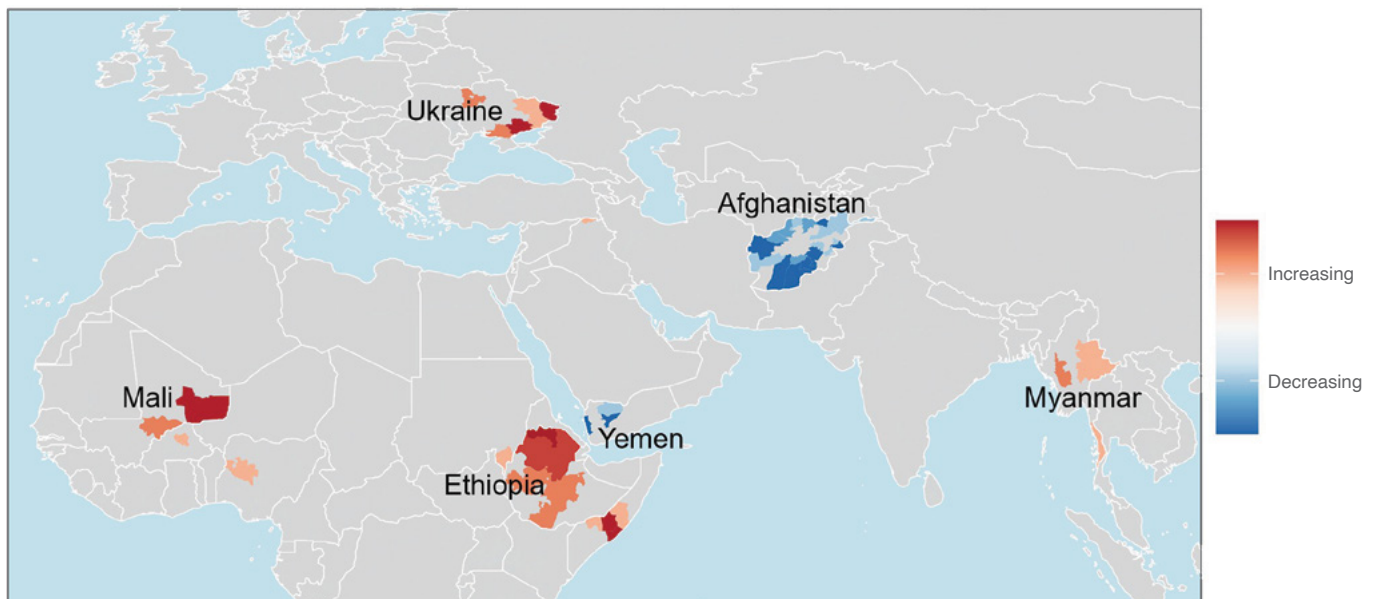 Ukraine
Afghanistan
Increasing
Myanmar
Decreasing
Mali
Yemen
Ethiopia